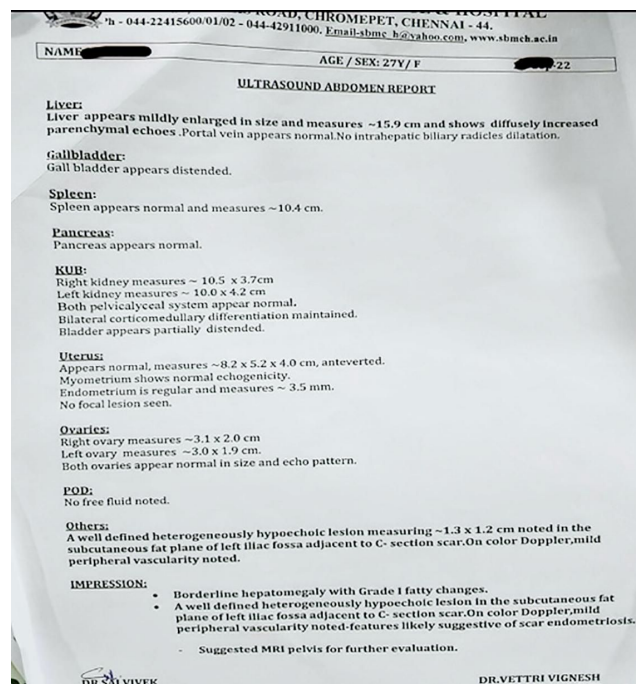 ROAD, CHROMEPET, CHENNAI - 44.
'h - 044-22415600/01/02 - 044-42911000. Email-sbmc_h@yahoo.com, www.sbmch.ac.in
NAME
AGE / SEX: 27Y/ F
-22
ULTRASOUND ABDOMEN REPORT
Liver:
Liver appears mildly enlarged in size and measures ~15.9 cm and shows diffusely increased
parenchymal echoes .Portal vein appears normal.No intrahepatic biliary radicles dilatation.
Gallbladder:
Gall bladder appears distended.
Spleen:
Spleen appears normal and measures ~10.4 cm.
Pancreas:
Pancreas appears normal.
KUB:
Right kidney measures ~ 10.5 x 3.7cm
Left kidney measures ~ 10.0 x 4.2 cm
Both pelvicalyceal system appear normal.
Bilateral corticomedullary differentiation maintained.
Bladder appears partially distended.
Uterus:
Appears normal, measures ~8.2 x 5.2 x 4.0 cm, anteverted.
Myometrium shows normal echogenicity.
Endometrium is regular and measures ~ 3.5 mm.
No focal lesion seen.
Ovaries:
Right ovary measures ~3.1 x 2.0 cm
Left ovary measures ~3.0 x 1.9 cm.
Both ovaries appear normal in size and echo pattern.
POD:
No free fluid noted.
Others:
A well defined heterogeneously hypoechoic lesion measuring ~1.3 x 1.2 cm noted in the
subcutaneous fat plane of left iliac fossa adjacent to C- section scar.On color Doppler,mild
peripheral vascularity noted.
IMPRESSION:
• Borderline hepatomegaly with Grade I fatty changes.
• A well defined heterogeneously hypoechoic lesion in the subcutaneous fat
plane of left iliac fossa adjacent to C- section scar.On color Doppler,mild
peripheral vascularity noted-features likely suggestive of scar endometriosis.
- Suggested MRI pelvis for further evaluation.
DR SAI VIVEK
DR.VETTRI VIGNESH